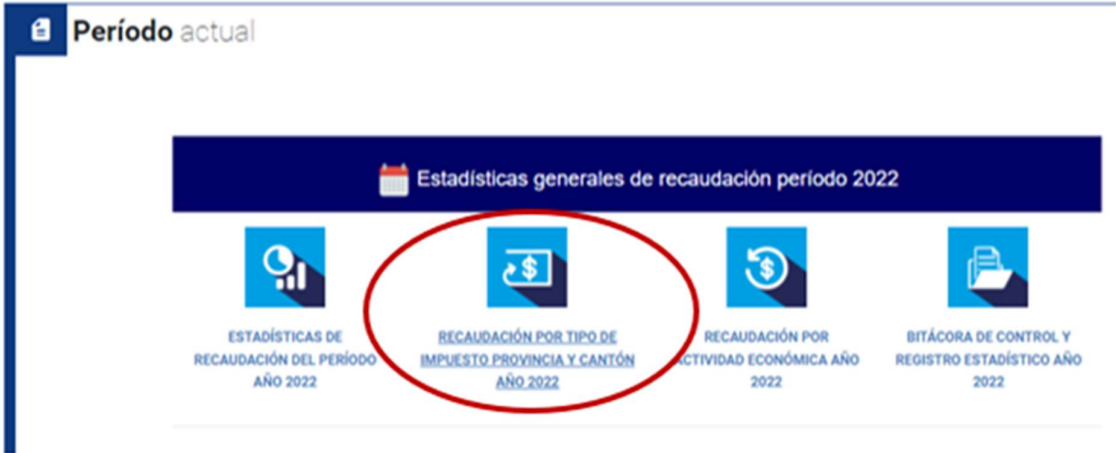 Período actual
Estadísticas generales de recaudación período 2022
ESTADÍSTICAS DE
RECAUDACIÓN DEL PERÍODO
AÑO 2022
RECAUDACIÓN POR TIPO DE
IMPUESTO PROVINCIA Y CANTÓN
AÑO 2022
RECAUDACIÓN POR
ACTIVIDAD ECONÓMICA AÑO
2022
BITÁCORA DE CONTROL Y
REGISTRO ESTADÍSTICO AÑO
2022